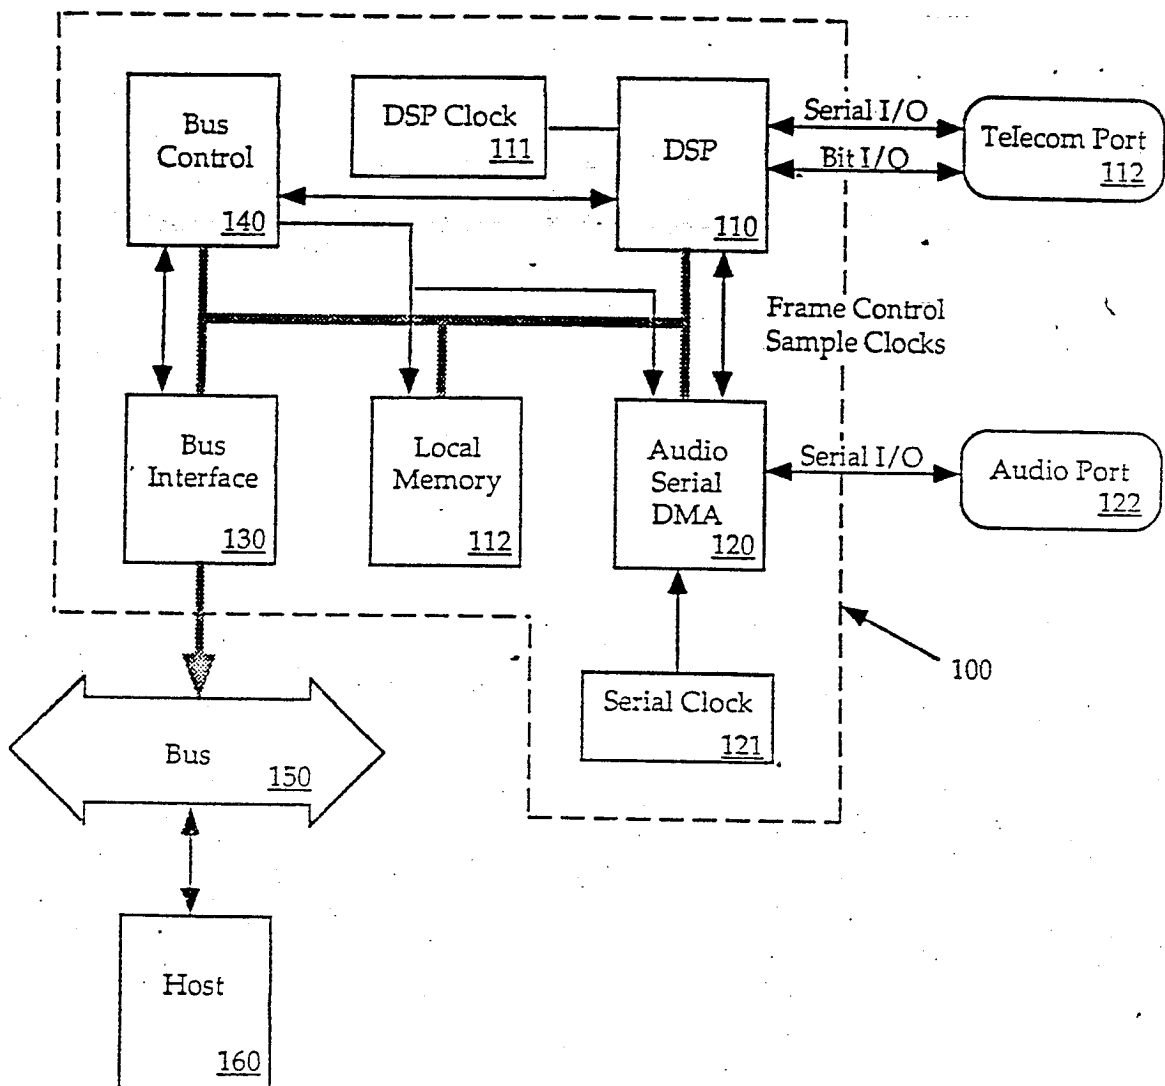 Bus
Control
140
DSP Clock
111
DSP
110
Serial I/O
Bit I/O
Telecom Port
112
Frame Control
Sample Clocks
Bus
Interface
130
Local
Memory
112
Audio
Serial
DMA
120
Serial I/O
Audio Port
122
100
Serial Clock
121
Bus
150
Host
160